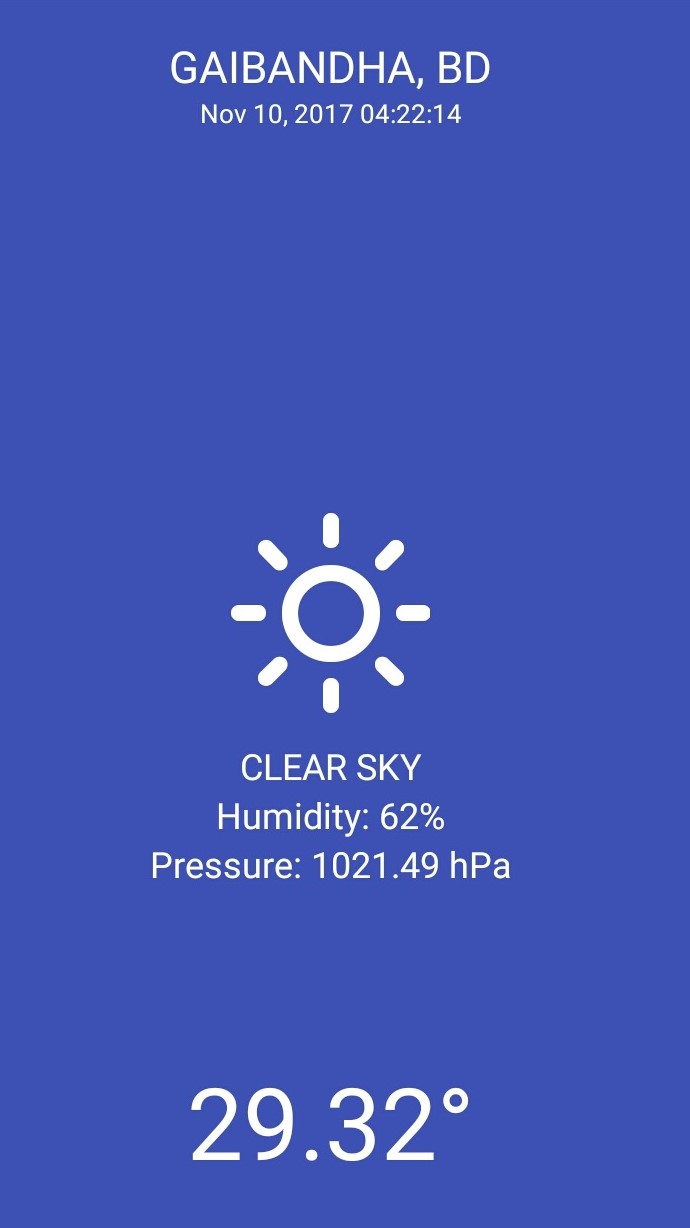 GAIBANDHA, BD
Nov 10, 2017 04:22:14
CLEAR SKY
Humidity: 62%
Pressure: 1021.49 hPa
29.32°